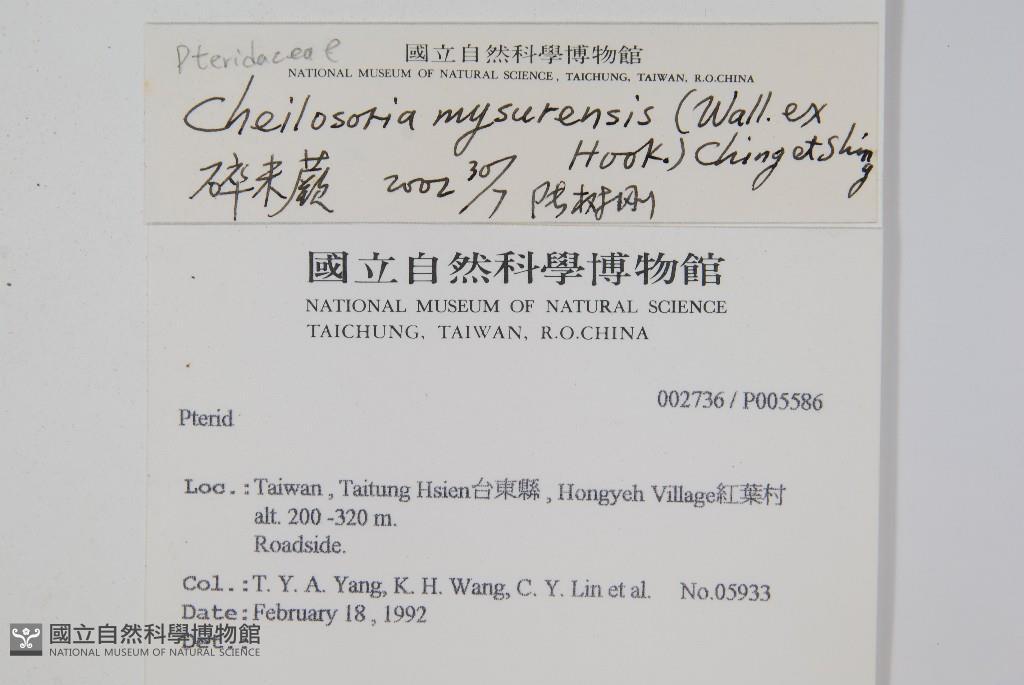 Pteridaceae
國立自然科學博物館
NATIONAL MUSEUM OF NATURAL SCIENCE, TAICHUNG, TAIWAN, R.O.CHINA
Cheilosoria mysurensis (Wall. ex
Hook.) Ching et Shing
碎米蕨 2002 30/7 陆树刚
國立自然科學博物館
NATIONAL MUSEUM OF NATURAL SCIENCE
TAICHUNG, TAIWAN, R.O.CHINA
002736 / P005586
Pterid
Loc.: Taiwan , Taitung Hsien台東縣 , Hongyeh Village紅葉村
alt. 200 -320 m.
Roadside.
Col.: T. Y. A. Yang, K. H. Wang, C. Y. Lin et al. No.05933
Date: February 18 , 1992
Det.:
國立自然科學博物館
NATIONAL MUSEUM OF NATURAL SCIENCE